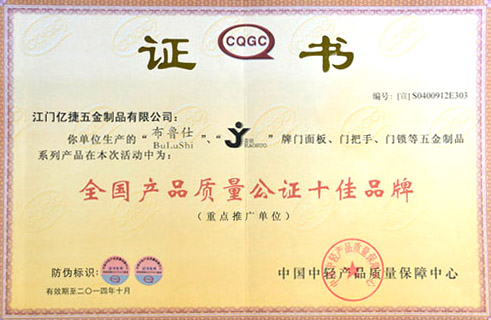 证 书
CQGC
编号：[宣] S0400912E303
江门亿捷五金制品有限公司：
你单位生产的“布鲁仕”、“ ”牌门面板、门把手、门锁等五金制品
BuLuShi
系列产品在本次活动中为：
全国产品质量公证十佳品牌
（重点推广单位）
防伪标识：
中国中轻产品质量保障中心
有效期至二〇一四年十月